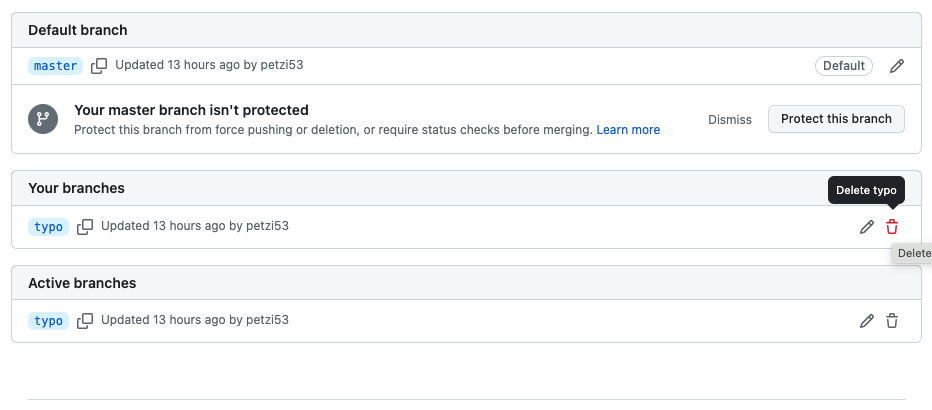 Default branch
master Updated 13 hours ago by petzi53 Default
Your master branch isn't protected
Protect this branch from force pushing or deletion, or require status checks before merging. Learn more Dismiss Protect this branch
Your branches Delete typo
typo Updated 13 hours ago by petzi53
Delete
Active branches
typo Updated 13 hours ago by petzi53